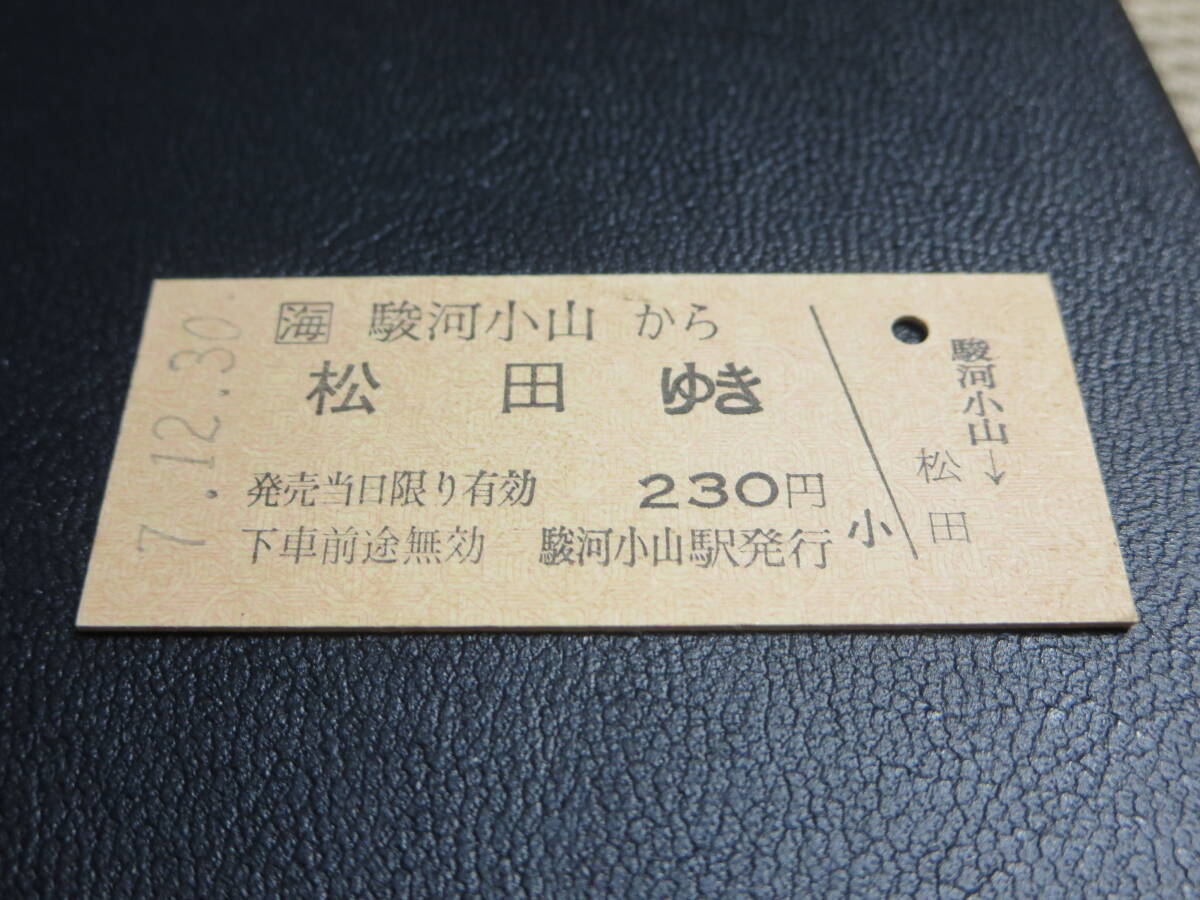 7.12.30.
海 駿河小山 から
松田 ゆき
発売当日限り有効 230円
下車前途無効 駿河小山駅発行
小
駿河小山→
松田